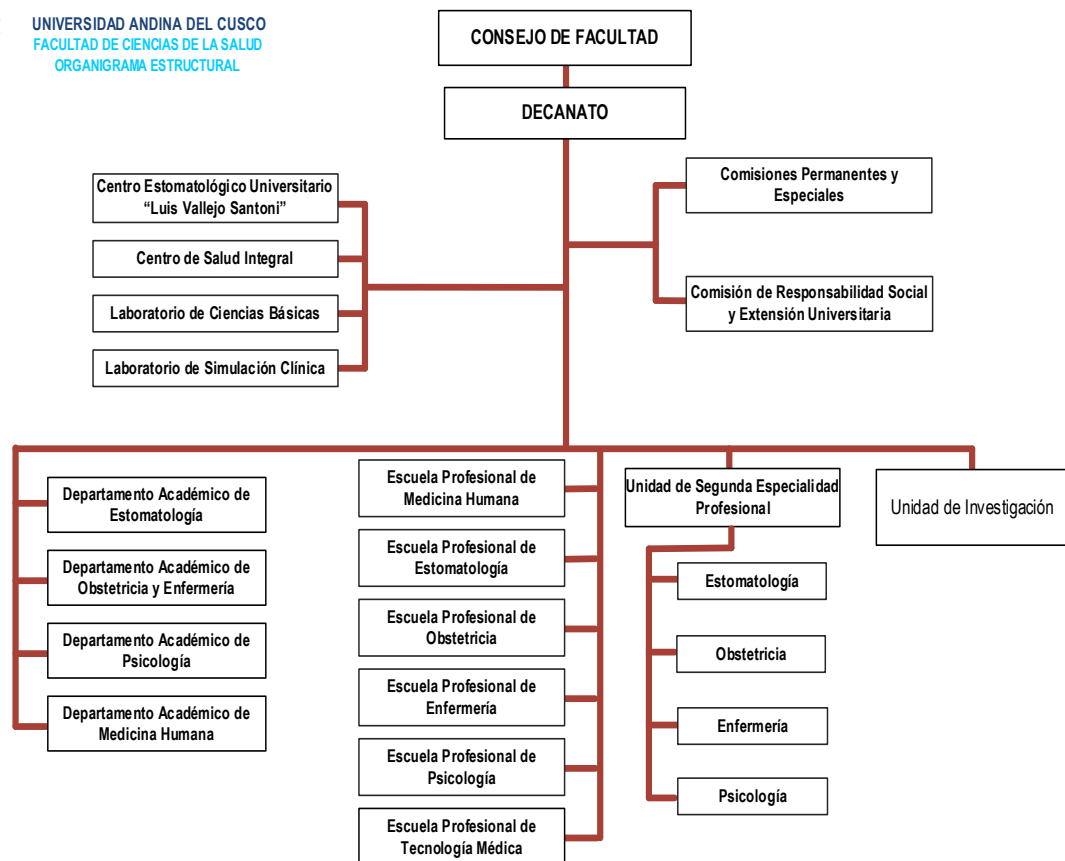 UNIVERSIDAD ANDINA DEL CUSCO
FACULTAD DE CIENCIAS DE LA SALUD
ORGANIGRAMA ESTRUCTURAL
CONSEJO DE FACULTAD
DECANATO
Centro Estomatológico Universitario
“Luis Vallejo Santoni”
Centro de Salud Integral
Laboratorio de Ciencias Básicas
Laboratorio de Simulación Clínica
Comisiones Permanentes y
Especiales
Comisión de Responsabilidad Social
y Extensión Universitaria
Departamento Académico de
Estomatología
Departamento Académico de
Obstetricia y Enfermería
Departamento Académico de
Psicología
Departamento Académico de
Medicina Humana
Escuela Profesional de
Medicina Humana
Escuela Profesional de
Estomatología
Escuela Profesional de
Obstetricia
Escuela Profesional de
Enfermería
Escuela Profesional de
Psicología
Escuela Profesional de
Tecnología Médica
Unidad de Segunda Especialidad
Profesional
Estomatología
Obstetricia
Enfermería
Psicología
Unidad de Investigación